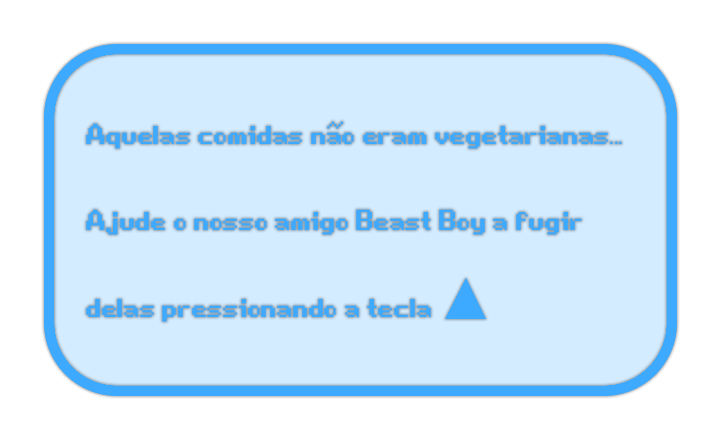 Aquelas comidas não eram vegetarianas...
Ajude o nosso amigo Beast Boy a fugir
delas pressionando a tecla